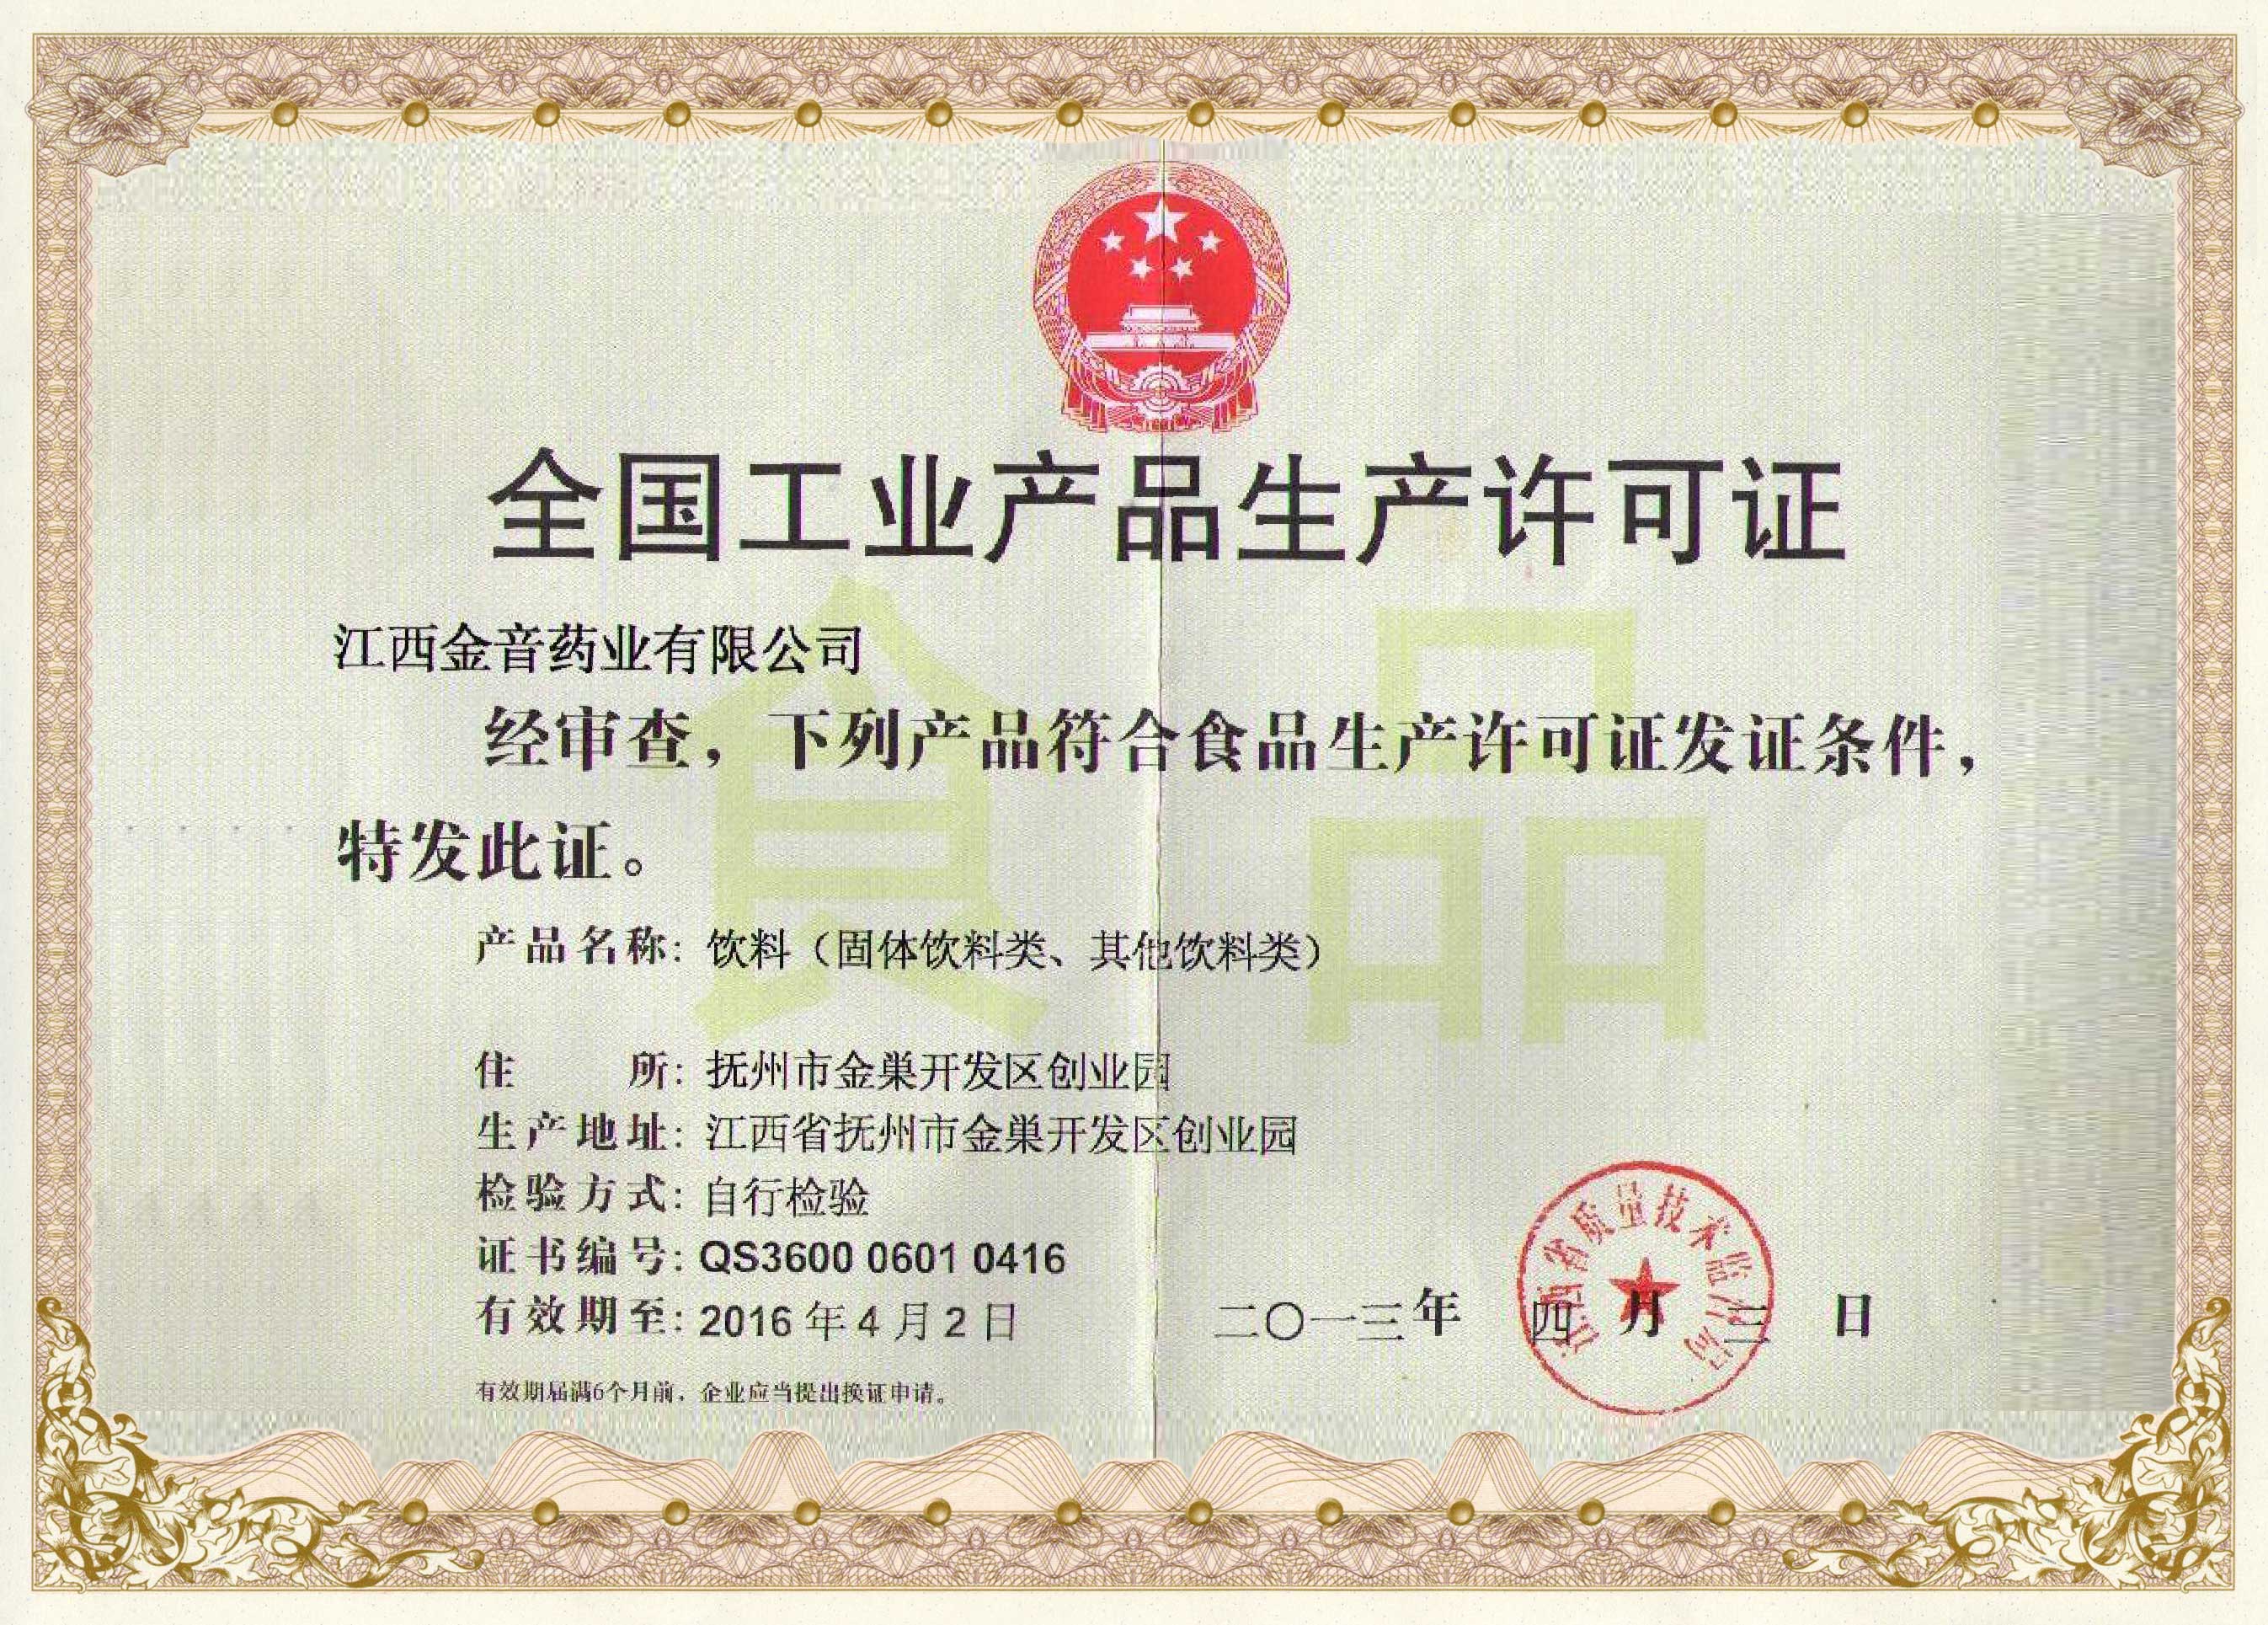 全国工业产品生产许可证
江西金音药业有限公司
经审查，下列产品符合食品生产许可证发证条件，
特发此证。
食品
产品名称：饮料（固体饮料类、其他饮料类）
住所：抚州市金巢开发区创业园
生产地址：江西省抚州市金巢开发区创业园
检验方式：自行检验
证书编号：QS3600 0601 0416
有效期至：2016年4月2日
二〇一三年 四月三日
江西省质量技术监督局
有效期届满6个月前，企业应当提出换证申请。